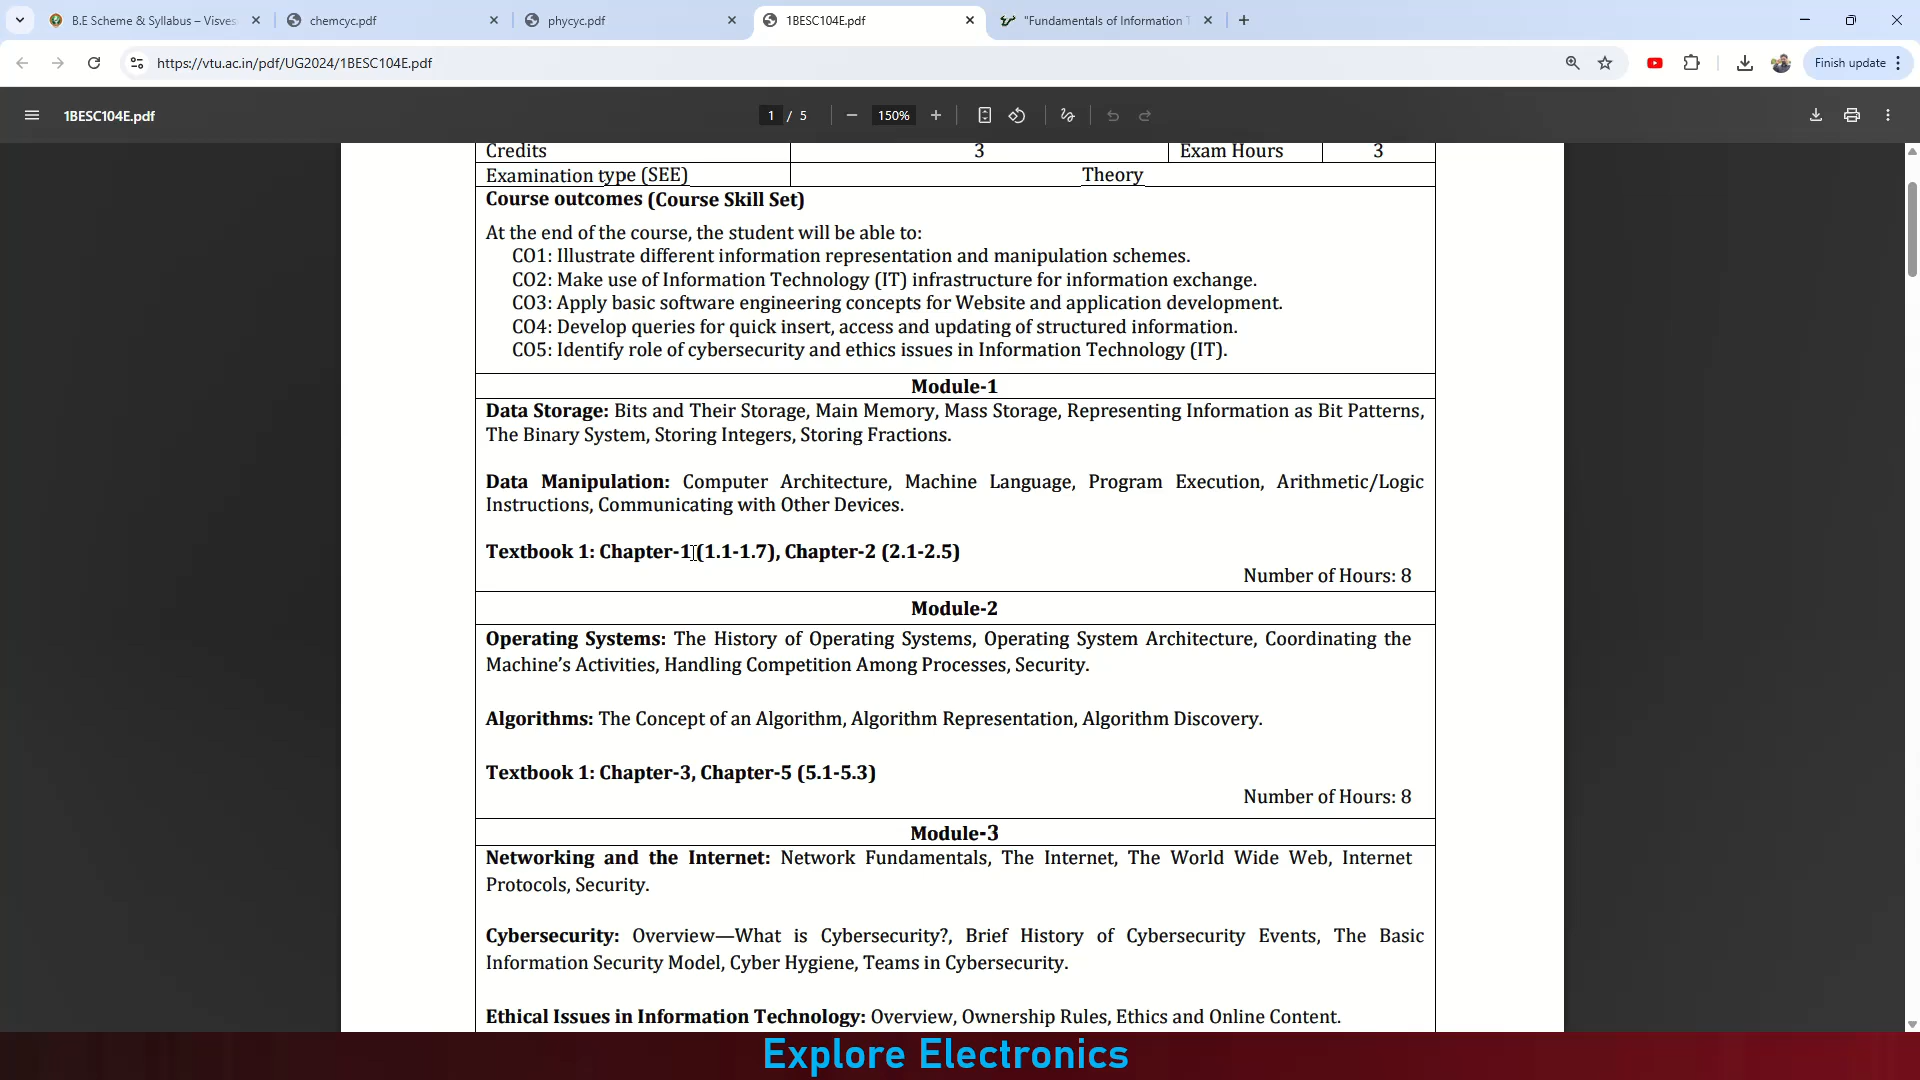 B.E Scheme & Syllabus – Visves
chemcyc.pdf
phycyc.pdf
1BESC104E.pdf
"Fundamentals of Information T
https://vtu.ac.in/pdf/UG2024/1BESC104E.pdf
Finish update
1BESC104E.pdf
1 / 5
150%
Credits 3 Exam Hours 3
Examination type (SEE) Theory
Course outcomes (Course Skill Set)
At the end of the course, the student will be able to:
CO1: Illustrate different information representation and manipulation schemes.
CO2: Make use of Information Technology (IT) infrastructure for information exchange.
CO3: Apply basic software engineering concepts for Website and application development.
CO4: Develop queries for quick insert, access and updating of structured information.
CO5: Identify role of cybersecurity and ethics issues in Information Technology (IT).
Module-1
Data Storage: Bits and Their Storage, Main Memory, Mass Storage, Representing Information as Bit Patterns,
The Binary System, Storing Integers, Storing Fractions.
Data Manipulation: Computer Architecture, Machine Language, Program Execution, Arithmetic/Logic
Instructions, Communicating with Other Devices.
Textbook 1: Chapter-1 (1.1-1.7), Chapter-2 (2.1-2.5)
Number of Hours: 8
Module-2
Operating Systems: The History of Operating Systems, Operating System Architecture, Coordinating the
Machine's Activities, Handling Competition Among Processes, Security.
Algorithms: The Concept of an Algorithm, Algorithm Representation, Algorithm Discovery.
Textbook 1: Chapter-3, Chapter-5 (5.1-5.3)
Number of Hours: 8
Module-3
Networking and the Internet: Network Fundamentals, The Internet, The World Wide Web, Internet
Protocols, Security.
Cybersecurity: Overview—What is Cybersecurity?, Brief History of Cybersecurity Events, The Basic
Information Security Model, Cyber Hygiene, Teams in Cybersecurity.
Ethical Issues in Information Technology: Overview, Ownership Rules, Ethics and Online Content.
Explore Electronics